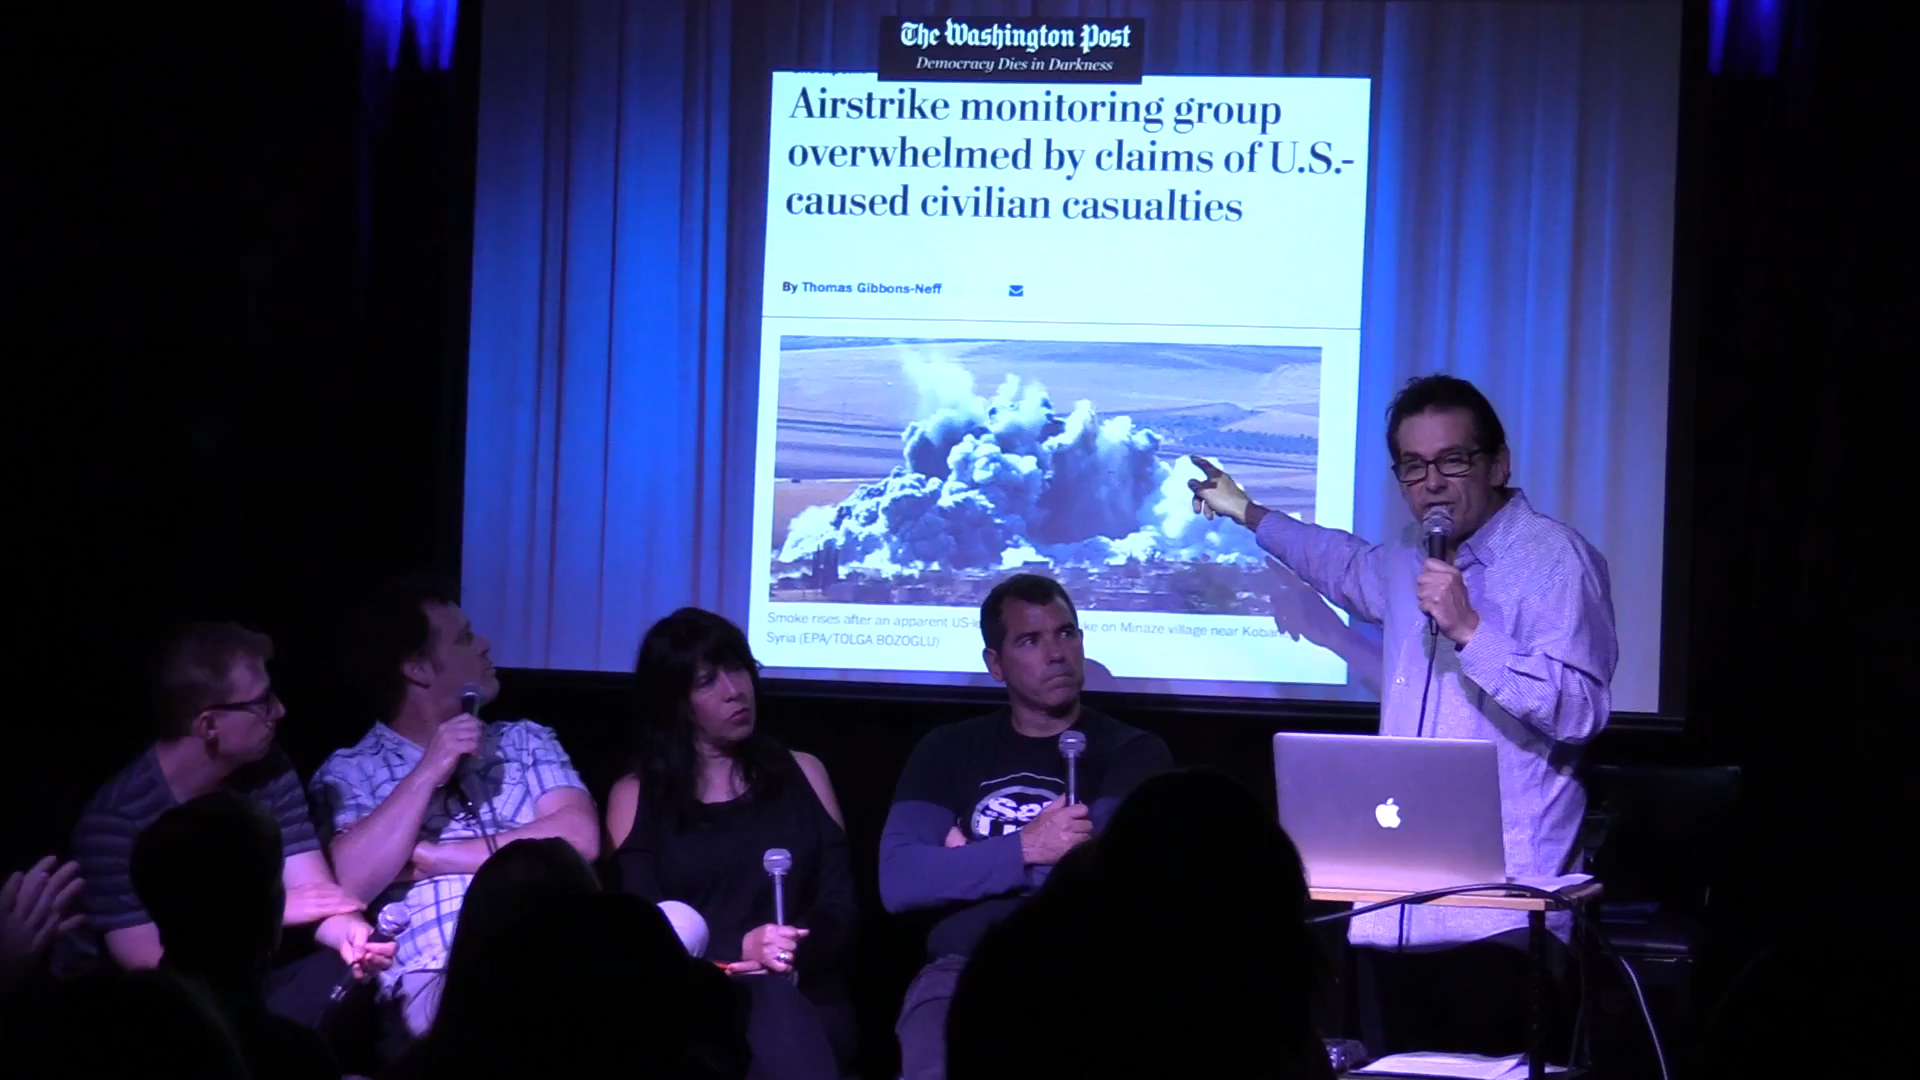 The Washington Post
Democracy Dies in Darkness
Airstrike monitoring group
overwhelmed by claims of U.S.-
caused civilian casualties
By Thomas Gibbons-Neff
Smoke rises after an apparent US-le ke on Minaze village near Koban
Syria (EPA/TOLGA BOZOGLU)